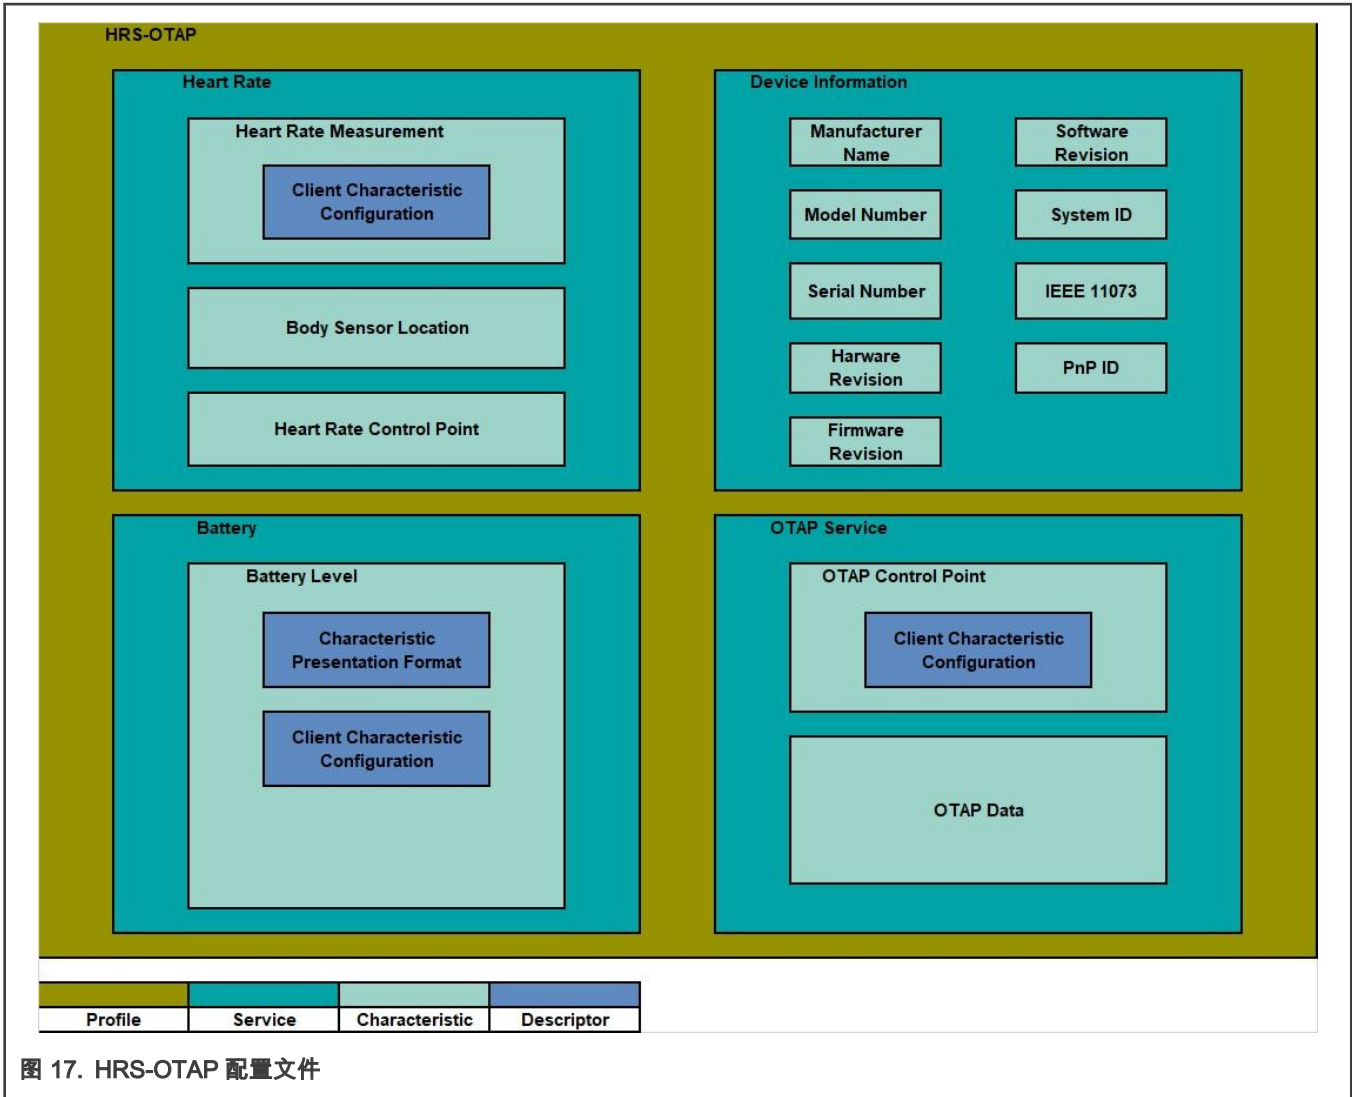 HRS-OTAP
Heart Rate
Heart Rate Measurement
Client Characteristic
Configuration
Body Sensor Location
Heart Rate Control Point
Device Information
Manufacturer
Name
Software
Revision
Model Number
System ID
Serial Number
IEEE 11073
Harware
Revision
PnP ID
Firmware
Revision
Battery
Battery Level
Characteristic
Presentation Format
Client Characteristic
Configuration
OTAP Service
OTAP Control Point
Client Characteristic
Configuration
OTAP Data
Profile Service Characteristic Descriptor
图 17. HRS-OTAP 配置文件